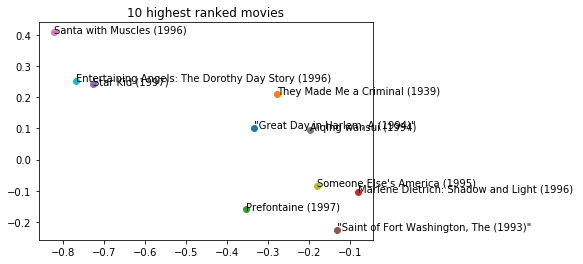 10 highest ranked movies
0.4
Santa with Muscles (1996)
0.3
Entertaining Angels: The Dorothy Day Story (1996)
Star Kid (1997)
They Made Me a Criminal (1939)
0.2
"Great Day in Harlem, A (1994)"
Aiqing wansui (1994)
0.1
0.0
Someone Else's America (1995)
Marlene Dietrich: Shadow and Light (1996)
−0.1
Prefontaine (1997)
−0.2
"Saint of Fort Washington, The (1993)"
−0.8 −0.7 −0.6 −0.5 −0.4 −0.3 −0.2 −0.1